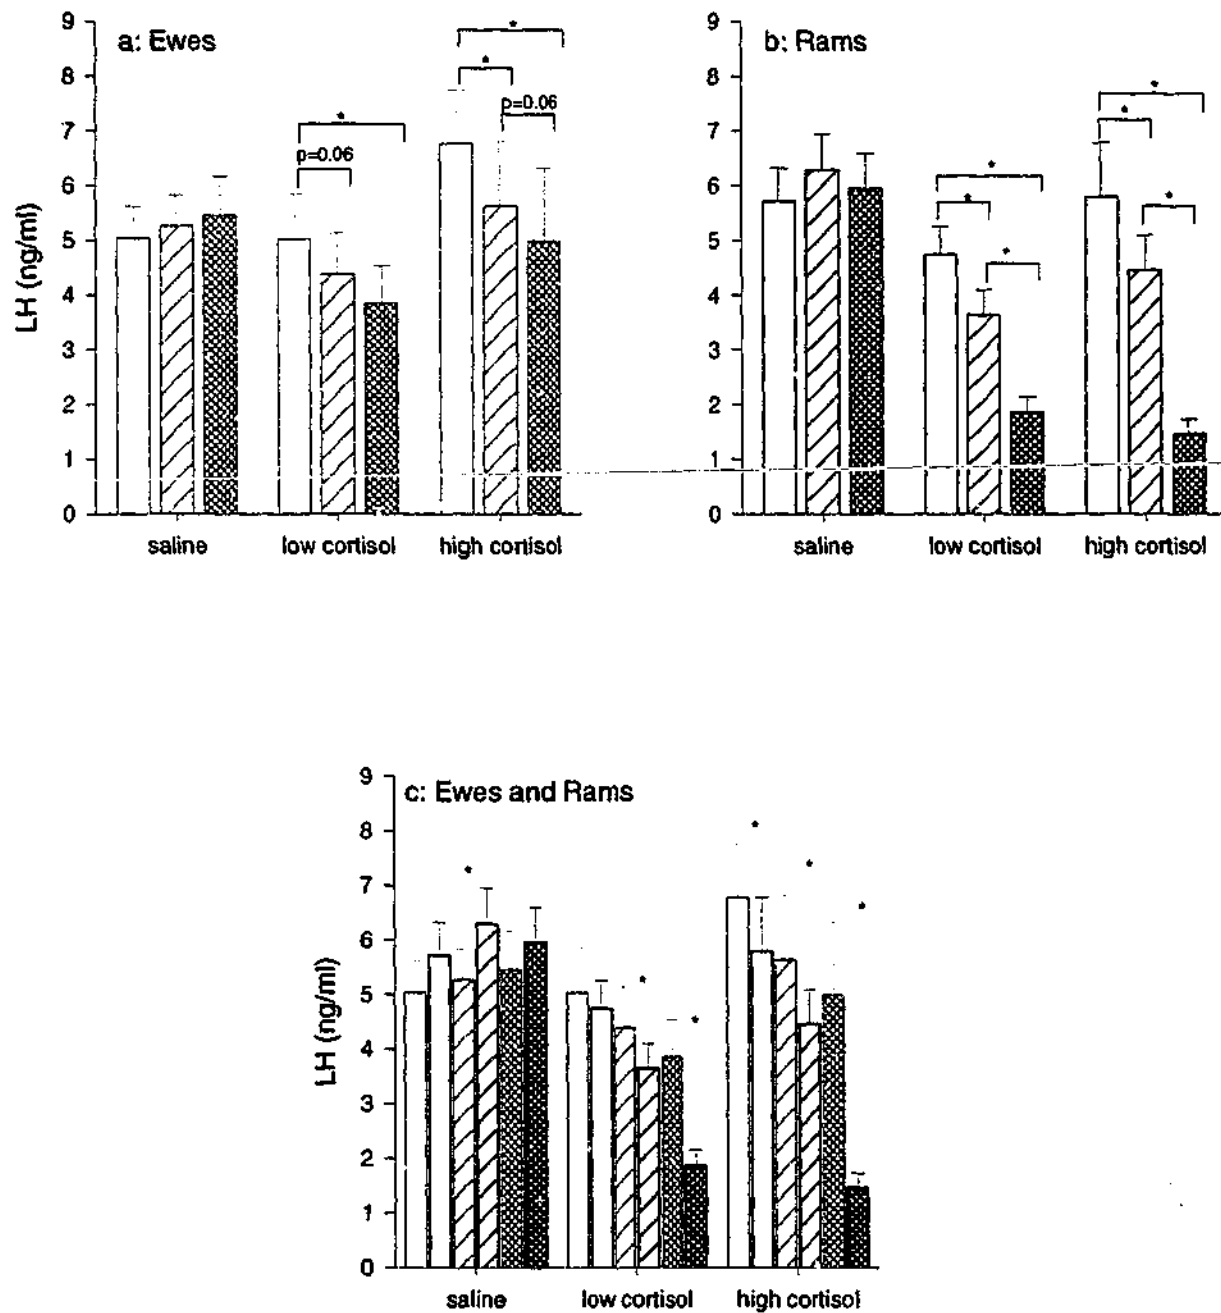 a: Ewes
9
8
7
6
5
4
3
2
1
0
LH (ng/ml)
p=0.06
*
*
*
p=0.06
saline
low cortisol
high cortisol
b: Rams
9
8
7
6
5
4
3
2
1
0
*
*
*
*
*
*
saline
low cortisol
high cortisol
c: Ewes and Rams
9
8
7
6
5
4
3
2
1
0
LH (ng/ml)
*
*
*
*
*
*
saline
low cortisol
high cortisol